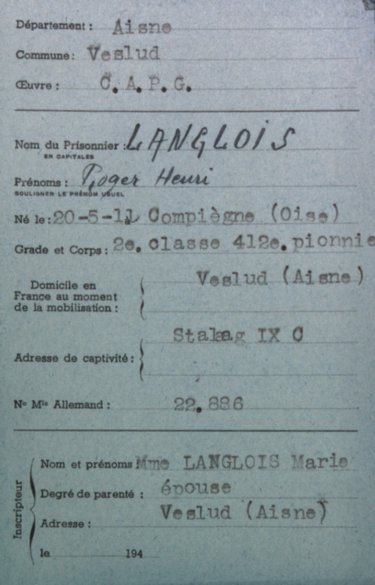 Département : Aisne
Commune: Veslud
Œuvre : C. A. P. G.
Nom du Prisonnier : LANGLOIS
EN CAPITALES
Prénoms : Roger Henri
SOULIGNER LE PRÉNOM USUEL
Né le : 20-5-11 Compiègne (Oise)
Grade et Corps : 2e. classe 412e. pionnie
Domicile en
France au moment
de la mobilisation :
Veslud (Aisne)
Stalag IX C
Adresse de captivité :
No Mle Allemand : 22.886
Inscripteur
Nom et prénoms : Mme LANGLOIS Marie
Degré de parenté : épouse
Adresse : Veslud (Aisne)
le 194